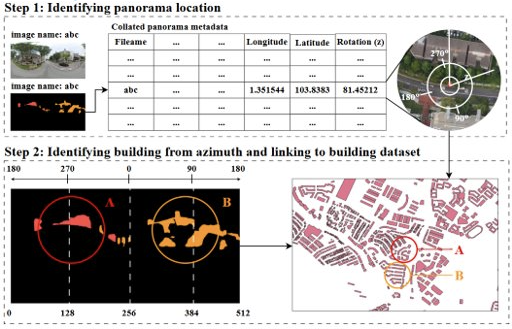 Step 1: Identifying panorama location
image name: abc
image name: abc
Collated panorama metadata
Fileame ... ... Longitude Latitude Rotation (z)
... ... ... ... ... ...
... ... ... ... ... ...
abc ... ... 1.351544 103.8383 81.45212
... ... ... ... ... ...
... ... ... ... ... ...
270°
180°
90°
Step 2: Identifying building from azimuth and linking to building dataset
180 270 0 90 180
A B
A
B
0 128 256 384 512